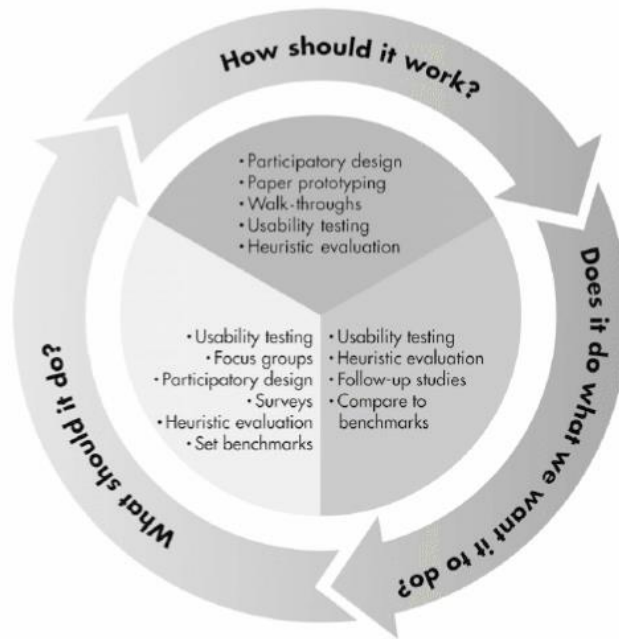 How should it work?
• Participatory design
• Paper prototyping
• Walk-throughs
• Usability testing
• Heuristic evaluation
Does it do what we want it to do?
• Usability testing
• Heuristic evaluation
• Follow-up studies
• Compare to
benchmarks
What should it do?
• Usability testing
• Focus groups
• Participatory design
• Surveys
• Heuristic evaluation
• Set benchmarks